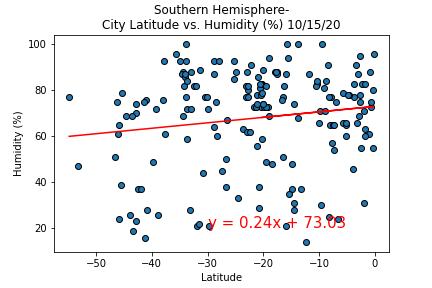 Southern Hemisphere-
City Latitude vs. Humidity (%) 10/15/20
100
80
60
40
20
Humidity (%)
y = 0.24x + 73.03
−50
−40
−30
−20
−10
0
Latitude